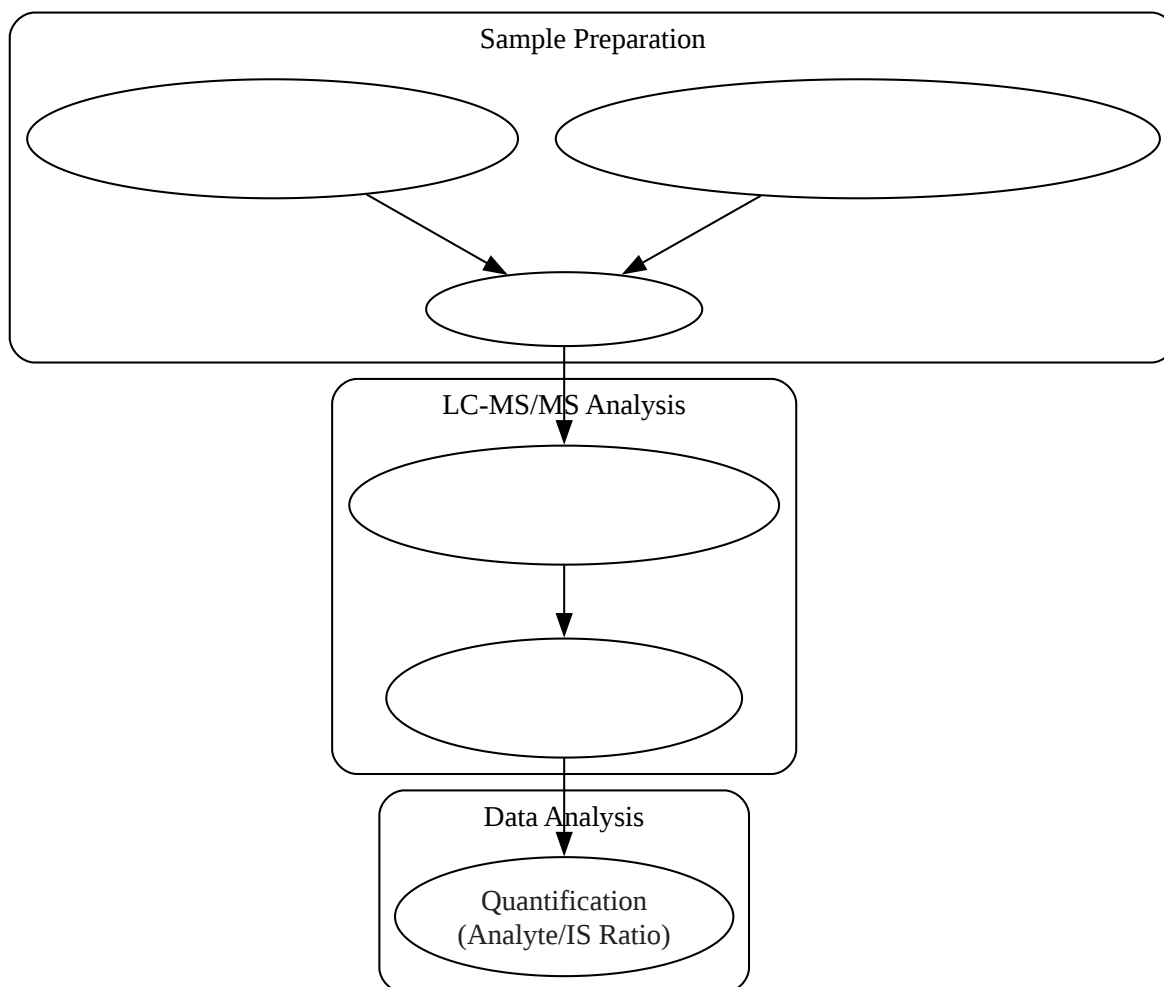 Sample Preparation
LC-MS/MS Analysis
Data Analysis
Quantification
(Analyte/IS Ratio)